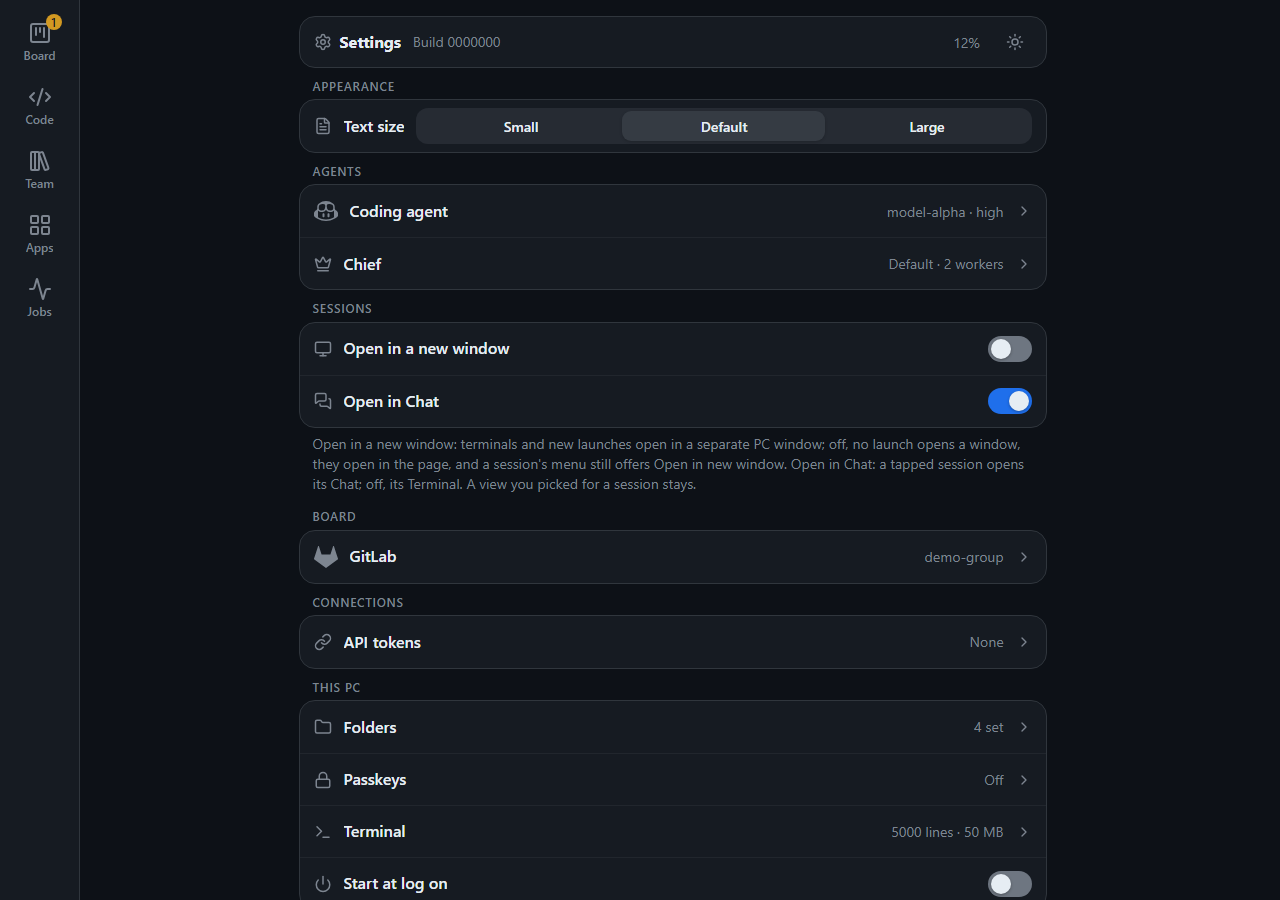 1
Board
Code
Team
Apps
Jobs
Settings Build 0000000 12%
APPEARANCE
Text size Small Default Large
AGENTS
Coding agent model-alpha · high
Chief Default · 2 workers
SESSIONS
Open in a new window
Open in Chat
Open in a new window: terminals and new launches open in a separate PC window; off, no launch opens a window,
they open in the page, and a session's menu still offers Open in new window. Open in Chat: a tapped session opens
its Chat; off, its Terminal. A view you picked for a session stays.
BOARD
GitLab demo-group
CONNECTIONS
API tokens None
THIS PC
Folders 4 set
Passkeys Off
Terminal 5000 lines · 50 MB
Start at log on